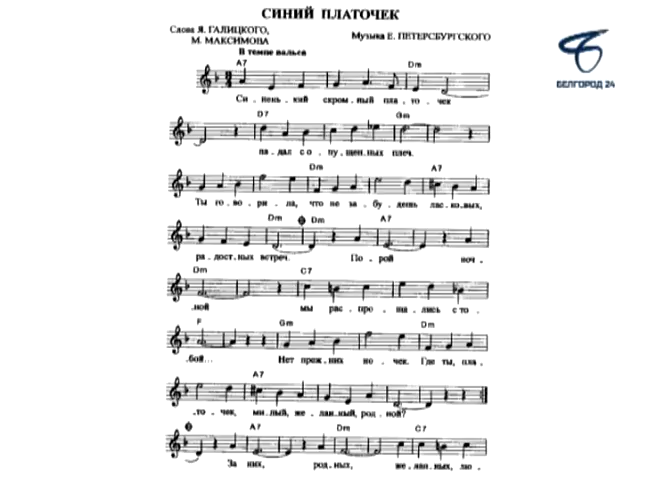 СИНИЙ ПЛАТОЧЕК
Слова Я. ГАЛИЦКОГО,
М. МАКСИМОВА
Музыка Е. ПЕТЕРСБУРГСКОГО
БЕЛГОРОД 24
В темпе вальса
A7 Dm
Си - нень - кий скром - ный пла - то - чек
D7 Gm
па - дал с о - пу - щен - ных плеч.
Dm A7
Ты го - во - ри - ла, что не за - бу - дешь лас - ко - вых,
Dm Dm A7
ра - дост - ных встреч. По - рой ноч -
Dm C7
- ной мы рас - про - ща - лись с то -
F Gm Dm
- бой... Нет преж - них но - чек. Где ты, пла -
A7
- то - чек, ми - лый, же - лан - ный, род - ной?
Gm Dm C7
За них, род - ных, же - лан - ных, лю -